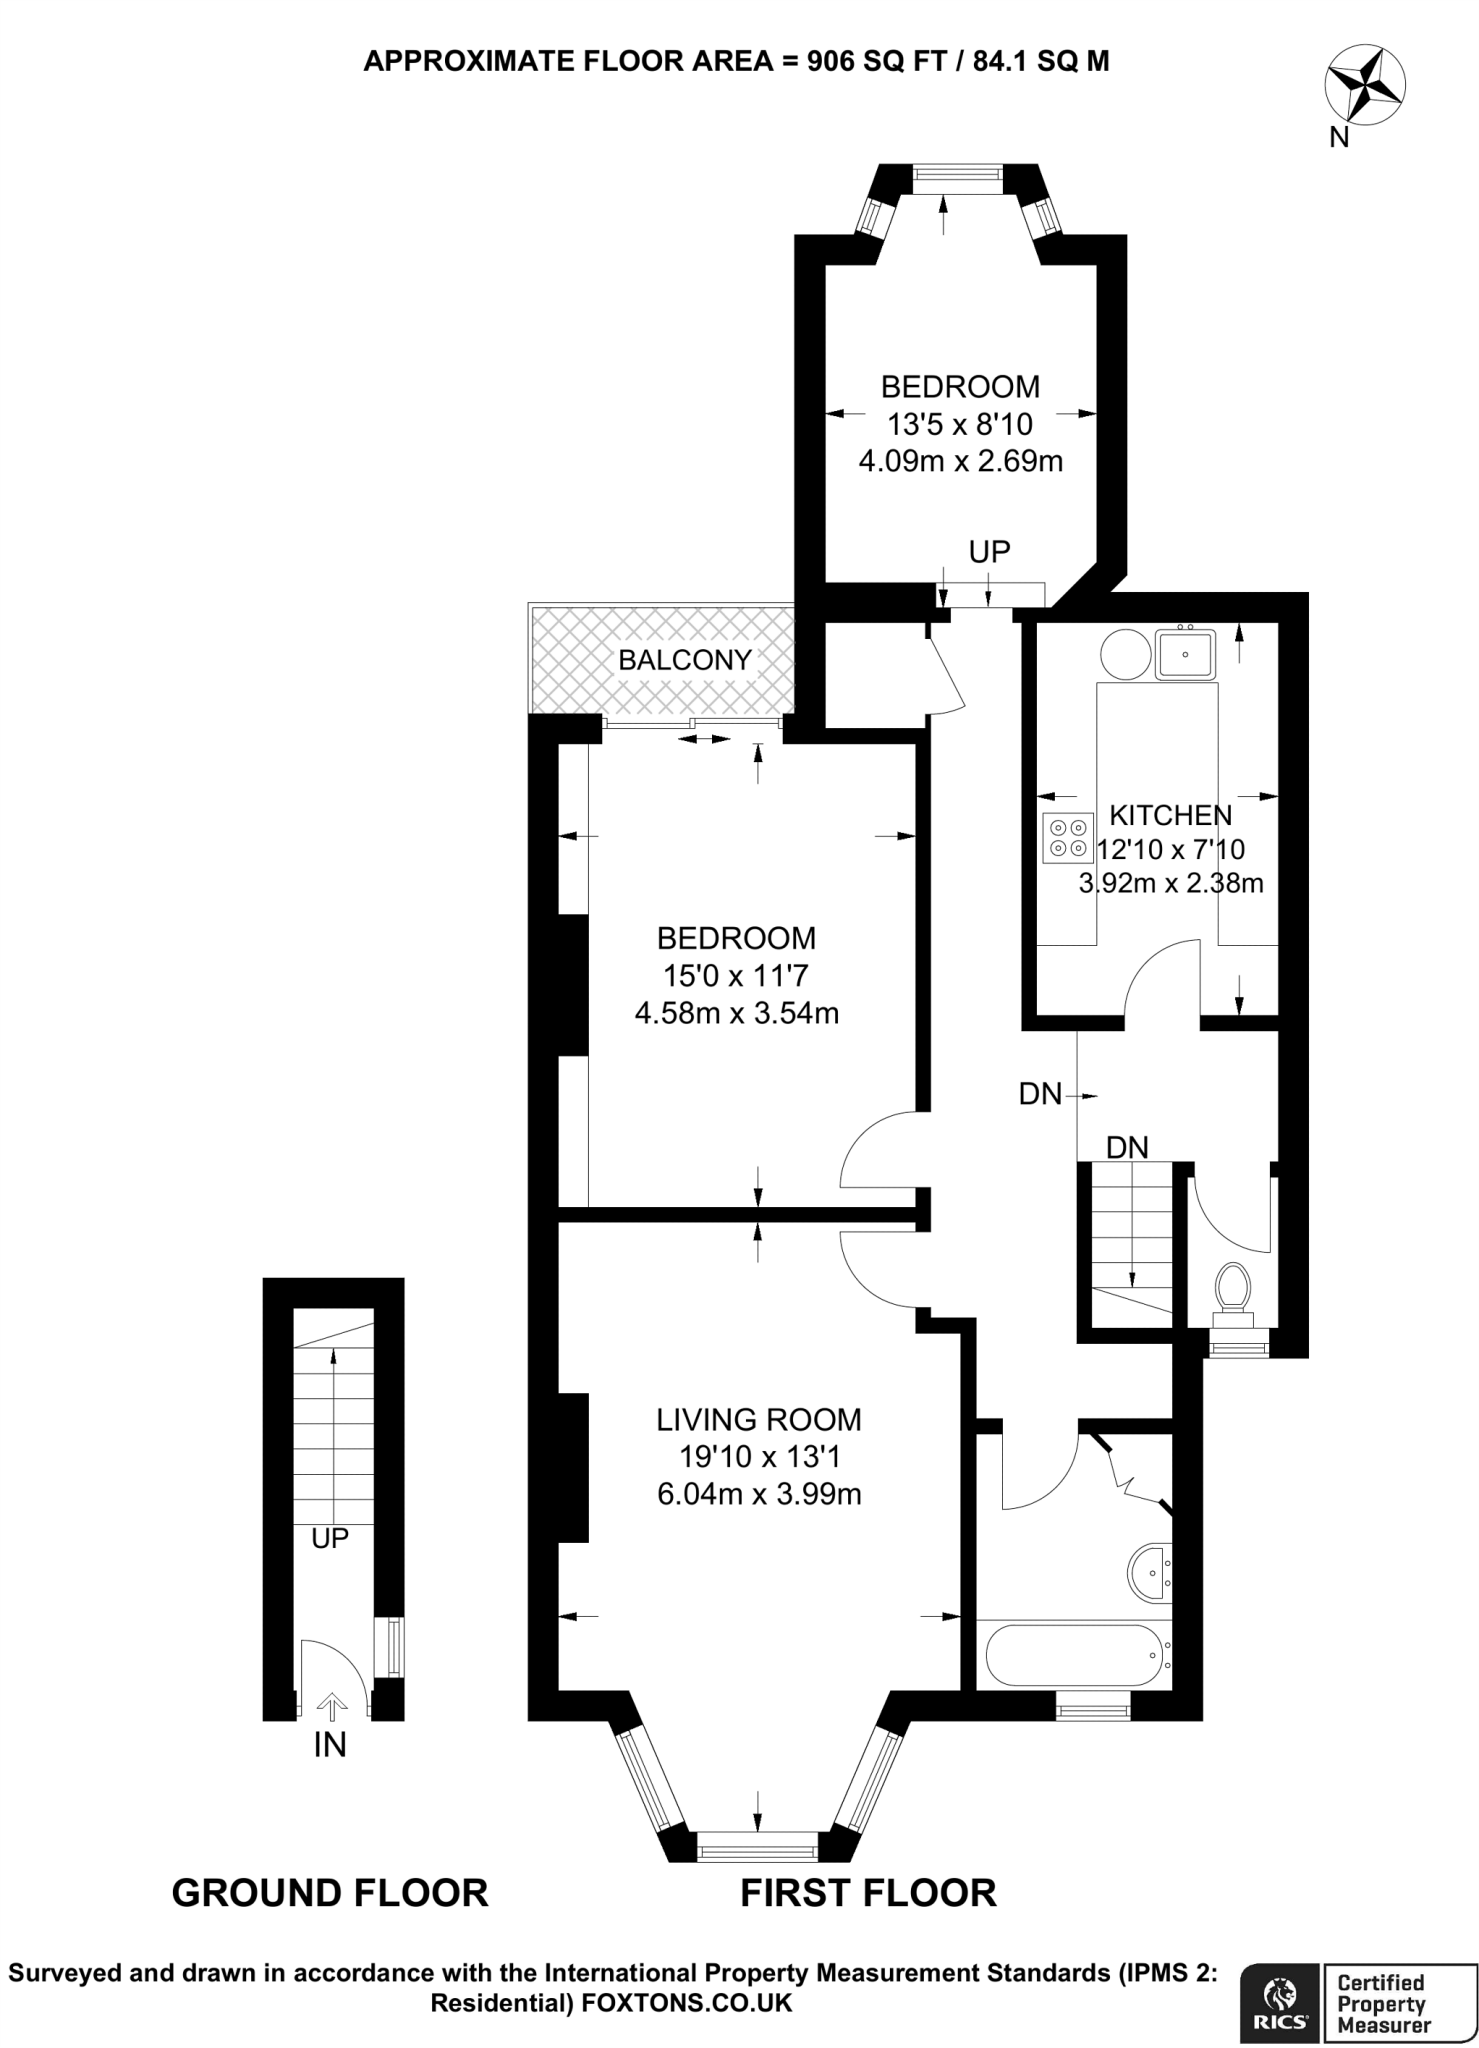 APPROXIMATE FLOOR AREA = 906 SQ FT / 84.1 SQ M
N
BEDROOM
13'5 x 8'10
4.09m x 2.69m
UP
BALCONY
KITCHEN
12'10 x 7'10
3.92m x 2.38m
BEDROOM
15'0 x 11'7
4.58m x 3.54m
DN
DN
LIVING ROOM
19'10 x 13'1
6.04m x 3.99m
UP
IN
GROUND FLOOR
FIRST FLOOR
Surveyed and drawn in accordance with the International Property Measurement Standards (IPMS 2:
Residential) FOXTONS.CO.UK
RICS
Certified
Property
Measurer